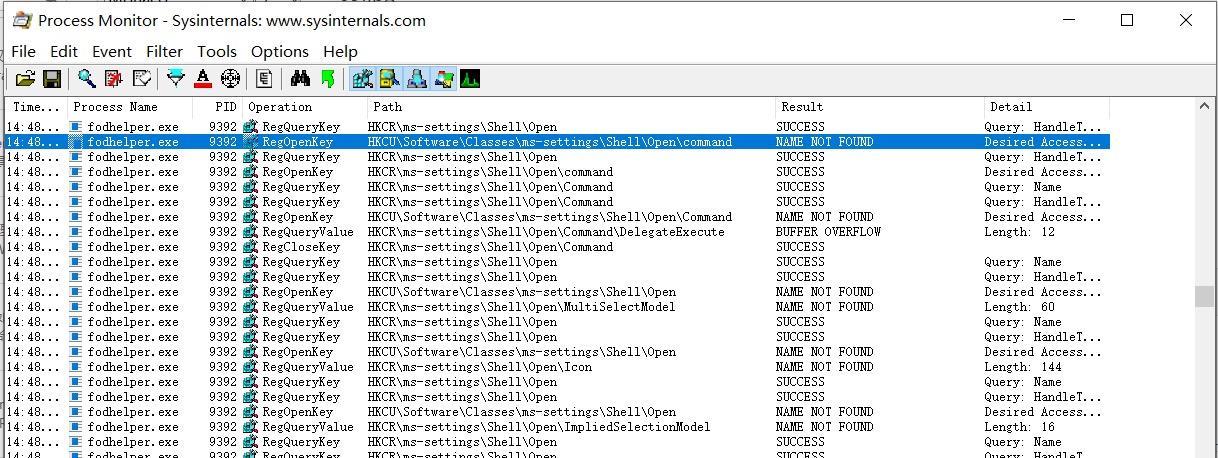 Process Monitor - Sysinternals: www.sysinternals.com
File Edit Event Filter Tools Options Help
Time... Process Name PID Operation Path Result Detail
14:48... fodhelper.exe 9392 RegQueryKey HKCR\ms-settings\Shell\Open SUCCESS Query: HandleT...
14:48... fodhelper.exe 9392 RegOpenKey HKCU\Software\Classes\ms-settings\Shell\Open\command NAME NOT FOUND Desired Access...
14:48... fodhelper.exe 9392 RegQueryKey HKCR\ms-settings\Shell\Open SUCCESS Query: HandleT...
14:48... fodhelper.exe 9392 RegOpenKey HKCR\ms-settings\Shell\Open\command SUCCESS Desired Access...
14:48... fodhelper.exe 9392 RegQueryKey HKCR\ms-settings\Shell\Open\Command SUCCESS Query: Name
14:48... fodhelper.exe 9392 RegQueryKey HKCR\ms-settings\Shell\Open\Command SUCCESS Query: HandleT...
14:48... fodhelper.exe 9392 RegOpenKey HKCU\Software\Classes\ms-settings\Shell\Open\Command NAME NOT FOUND Desired Access...
14:48... fodhelper.exe 9392 RegQueryValue HKCR\ms-settings\Shell\Open\Command\DelegateExecute BUFFER OVERFLOW Length: 12
14:48... fodhelper.exe 9392 RegCloseKey HKCR\ms-settings\Shell\Open\Command SUCCESS
14:48... fodhelper.exe 9392 RegQueryKey HKCR\ms-settings\Shell\Open SUCCESS Query: Name
14:48... fodhelper.exe 9392 RegQueryKey HKCR\ms-settings\Shell\Open SUCCESS Query: HandleT...
14:48... fodhelper.exe 9392 RegOpenKey HKCU\Software\Classes\ms-settings\Shell\Open NAME NOT FOUND Desired Access...
14:48... fodhelper.exe 9392 RegQueryValue HKCR\ms-settings\Shell\Open\MultiSelectModel NAME NOT FOUND Length: 60
14:48... fodhelper.exe 9392 RegQueryKey HKCR\ms-settings\Shell\Open SUCCESS Query: Name
14:48... fodhelper.exe 9392 RegQueryKey HKCR\ms-settings\Shell\Open SUCCESS Query: HandleT...
14:48... fodhelper.exe 9392 RegOpenKey HKCU\Software\Classes\ms-settings\Shell\Open NAME NOT FOUND Desired Access...
14:48... fodhelper.exe 9392 RegQueryValue HKCR\ms-settings\Shell\Open\Icon NAME NOT FOUND Length: 144
14:48... fodhelper.exe 9392 RegQueryKey HKCR\ms-settings\Shell\Open SUCCESS Query: Name
14:48... fodhelper.exe 9392 RegQueryKey HKCR\ms-settings\Shell\Open SUCCESS Query: HandleT...
14:48... fodhelper.exe 9392 RegOpenKey HKCU\Software\Classes\ms-settings\Shell\Open NAME NOT FOUND Desired Access...
14:48... fodhelper.exe 9392 RegQueryValue HKCR\ms-settings\Shell\Open\ImpliedSelectionModel NAME NOT FOUND Length: 16
14:48... fodhelper.exe 9392 RegQueryKey HKCR\ms-settings\Shell\Open SUCCESS Query: Name
14:48... fodhelper.exe 9392 RegQueryKey HKCR\ms-settings\Shell\Open SUCCESS Query: HandleT...